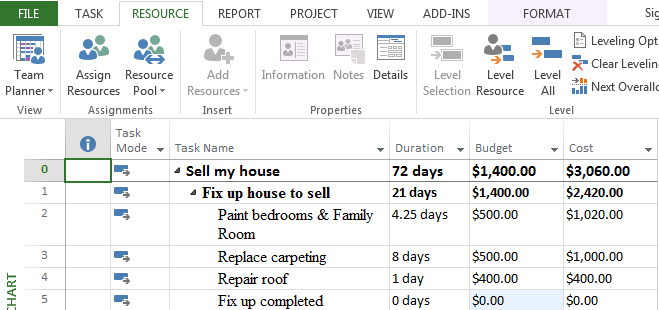 FILE TASK RESOURCE REPORT PROJECT VIEW ADD-INS FORMAT
Team Planner
Assign Resources
Resource Pool
Add Resources
Information
Notes
Details
Level Selection
Level Resource
Level All
Leveling Opt
Clear Leveling
Next Overallo
View Assignments Insert Properties Level
Task Mode Task Name Duration Budget Cost
0 Sell my house 72 days $1,400.00 $3,060.00
1 Fix up house to sell 21 days $1,400.00 $2,420.00
2 Paint bedrooms & Family 4.25 days $500.00 $1,020.00
Room
3 Replace carpeting 8 days $500.00 $1,000.00
4 Repair roof 1 day $400.00 $400.00
5 Fix up completed 0 days $0.00 $0.00
CHART